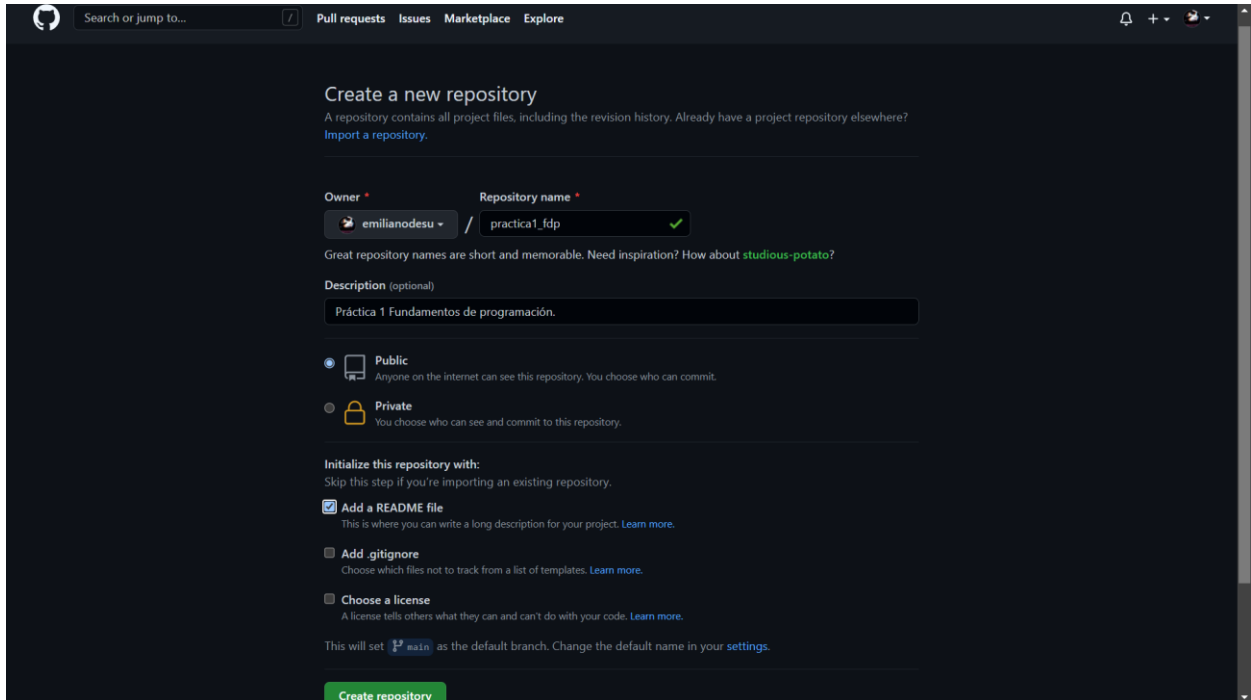 Search or jump to... /
Pull requests Issues Marketplace Explore
Create a new repository
A repository contains all project files, including the revision history. Already have a project repository elsewhere?
Import a repository.
Owner * Repository name *
emilianodesu / practica1_fdp
Great repository names are short and memorable. Need inspiration? How about studious-potato?
Description (optional)
Práctica 1 Fundamentos de programación.
Public
Anyone on the internet can see this repository. You choose who can commit.
Private
You choose who can see and commit to this repository.
Initialize this repository with:
Skip this step if you're importing an existing repository.
Add a README file
This is where you can write a long description for your project. Learn more.
Add .gitignore
Choose which files not to track from a list of templates. Learn more.
Choose a license
A license tells others what they can and can't do with your code. Learn more.
This will set main as the default branch. Change the default name in your settings.
Create repository